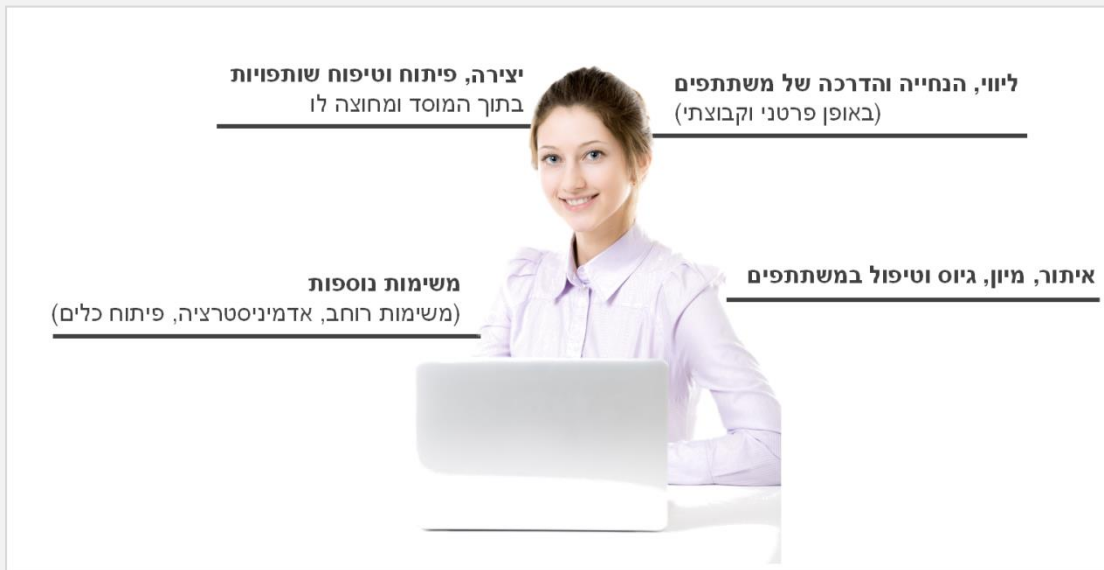 ליווי, הנחייה והדרכה של משתתפים
(באופן פרטני וקבוצתי)
יצירה, פיתוח וטיפוח שותפויות
בתוך המוסד ומחוצה לו
איתור, מיון, גיוס וטיפול במשתתפים
משימות נוספות
(משימות רוחב, אדמיניסטרציה, פיתוח כלים)